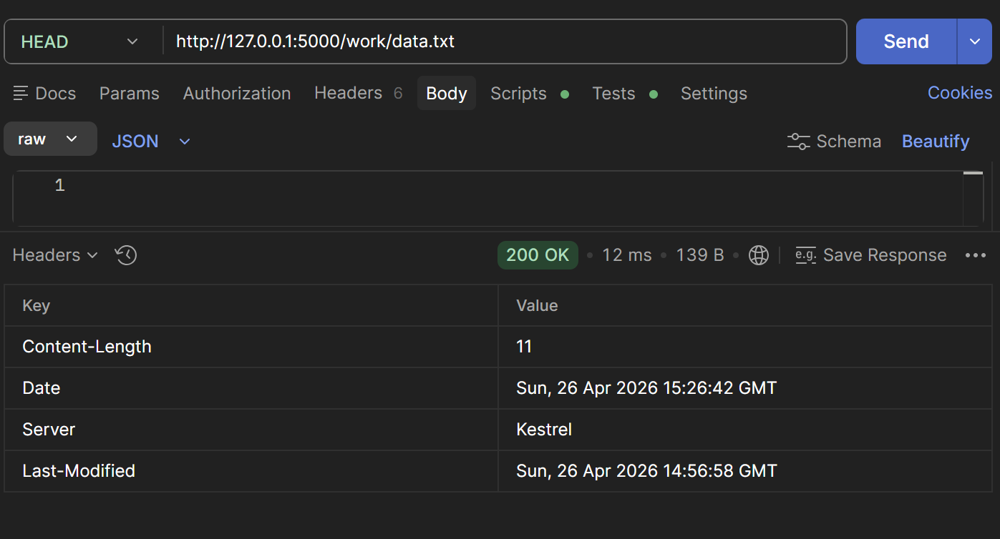 HEAD http://127.0.0.1:5000/work/data.txt Send
Docs Params Authorization Headers 6 Body Scripts Tests Settings Cookies
raw JSON Schema Beautify
1
Headers 200 OK 12 ms 139 B e.g. Save Response
Key Value
Content-Length 11
Date Sun, 26 Apr 2026 15:26:42 GMT
Server Kestrel
Last-Modified Sun, 26 Apr 2026 14:56:58 GMT